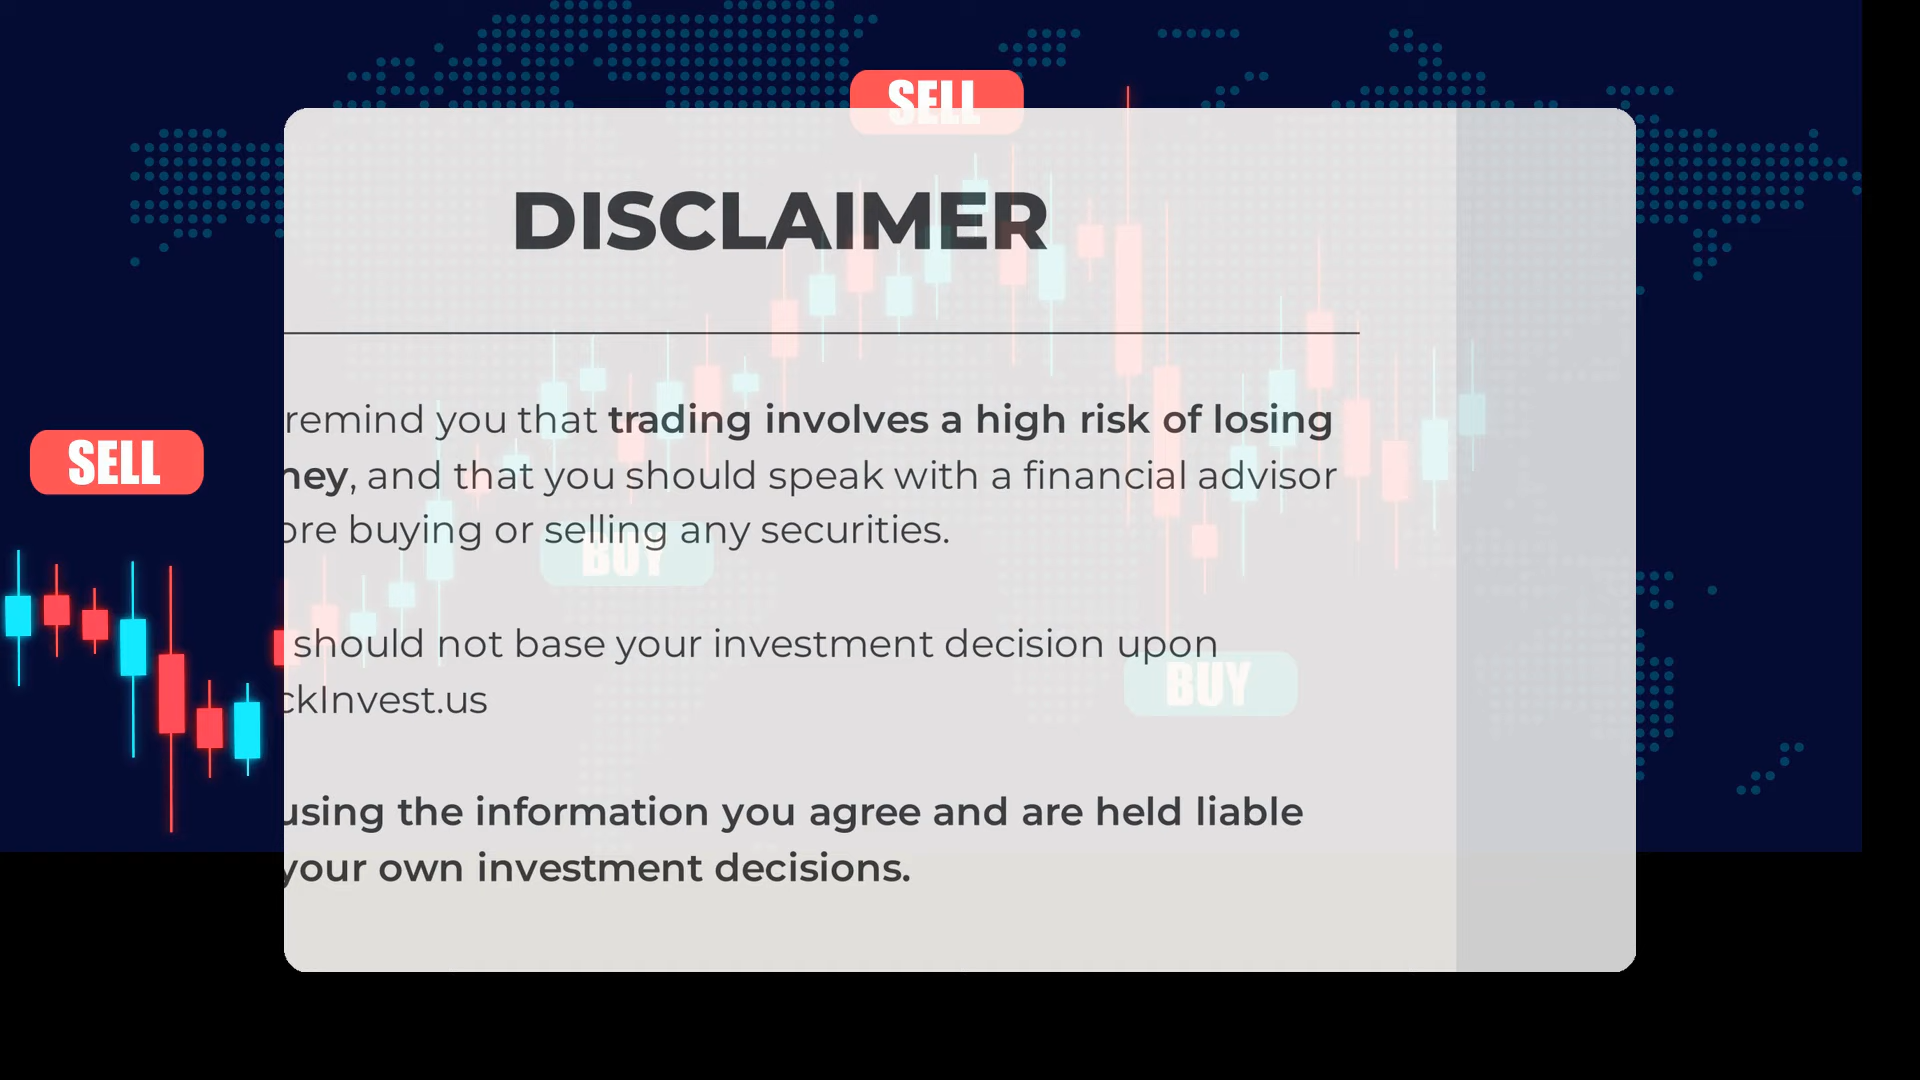 SELL
DISCLAIMER
remind you that trading involves a high risk of losing
ney, and that you should speak with a financial advisor
ore buying or selling any securities.
SELL
BUY
should not base your investment decision upon
ckInvest.us
BUY
using the information you agree and are held liable
your own investment decisions.